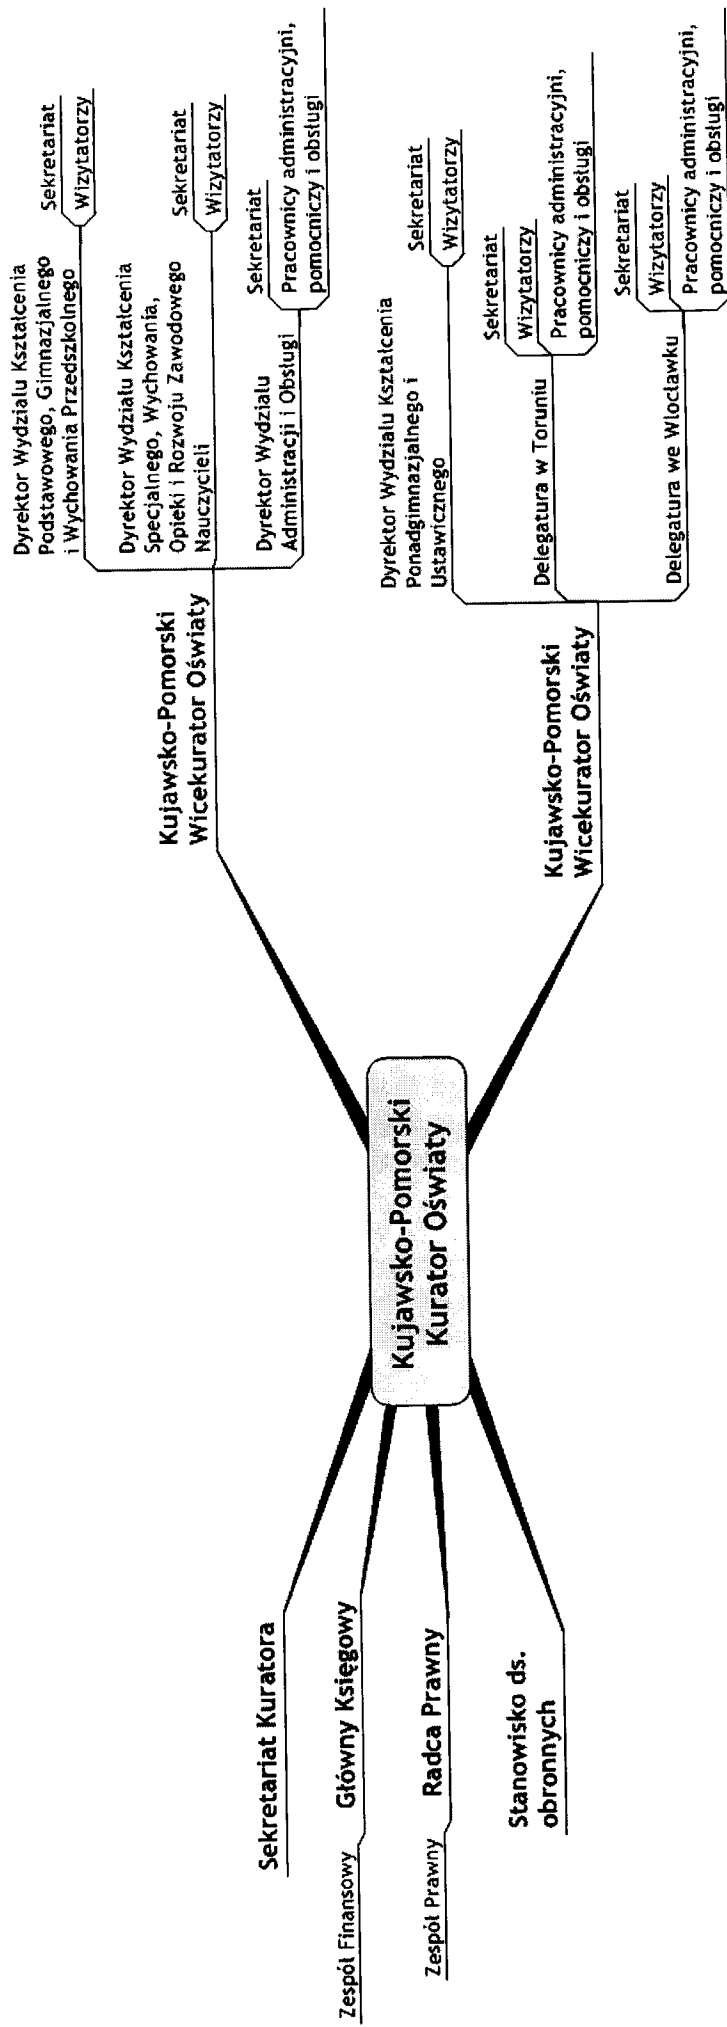 Sekretariat Kuratora
Główny Księgowy
Zespół Finansowy
Radca Prawny
Zespół Prawny
Stanowisko ds.
obronnych
Kujawsko-Pomorski
Kurator Oświaty
Kujawsko-Pomorski
Wicekurator Oświaty
Dyrektor Wydziału Kształcenia
Podstawowego, Gimnazjalnego
i Wychowania Przedszkolnego
Sekretariat
Wizytatorzy
Dyrektor Wydziału Kształcenia
Specjalnego, Wychowania,
Opieki i Rozwoju Zawodowego
Nauczycieli
Sekretariat
Wizytatorzy
Dyrektor Wydziału
Administracji i Obsługi
Sekretariat
Pracownicy administracyjni,
pomocniczy i obsługi
Kujawsko-Pomorski
Wicekurator Oświaty
Dyrektor Wydziału Kształcenia
Ponadgimnazjalnego i
Ustawicznego
Sekretariat
Wizytatorzy
Delegatura w Toruniu
Sekretariat
Wizytatorzy
Pracownicy administracyjni,
pomocniczy i obsługi
Delegatura we Włocławku
Sekretariat
Wizytatorzy
Pracownicy administracyjni,
pomocniczy i obsługi